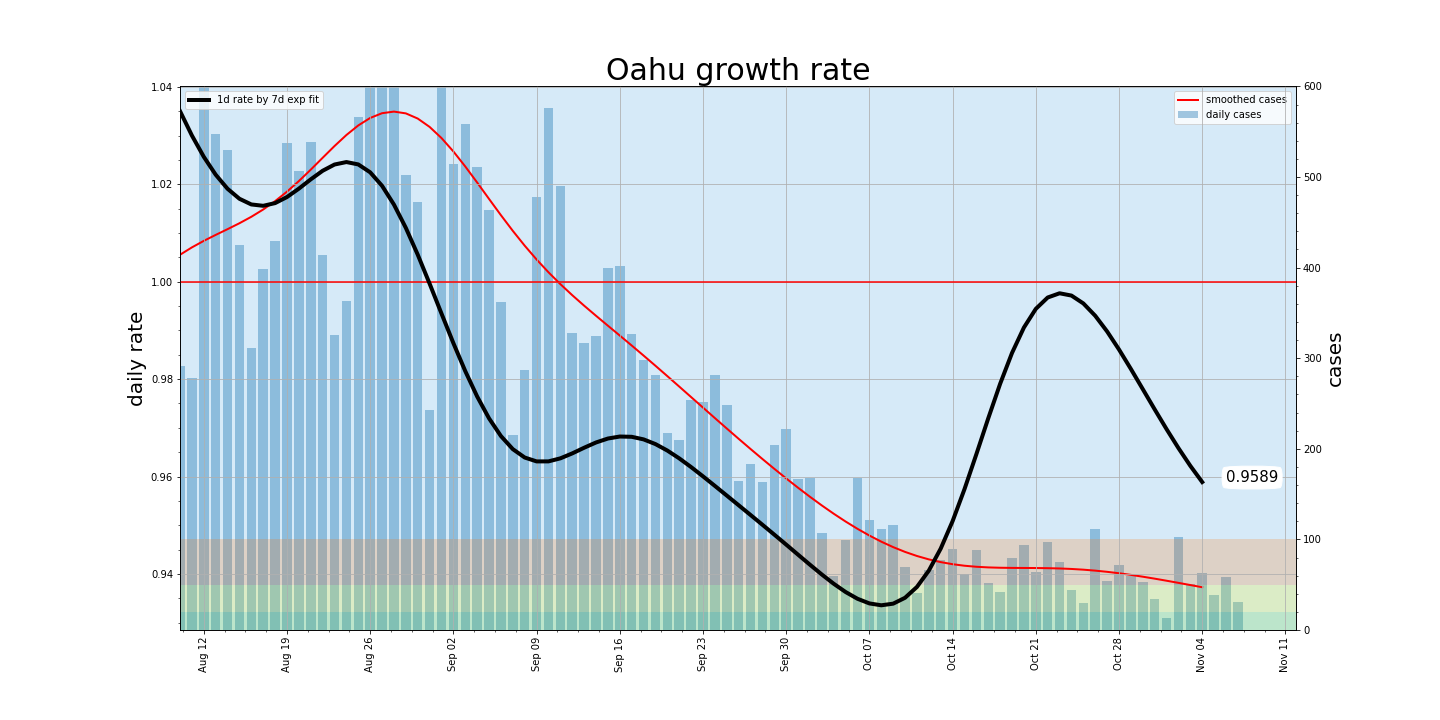 Oahu growth rate
1d rate by 7d exp fit
smoothed cases
daily cases
daily rate
1.04
1.02
1.00
0.98
0.96
0.94
cases
600
500
400
300
200
100
0
0.9589
Aug 12
Aug 19
Aug 26
Sep 02
Sep 09
Sep 16
Sep 23
Sep 30
Oct 07
Oct 14
Oct 21
Oct 28
Nov 04
Nov 11